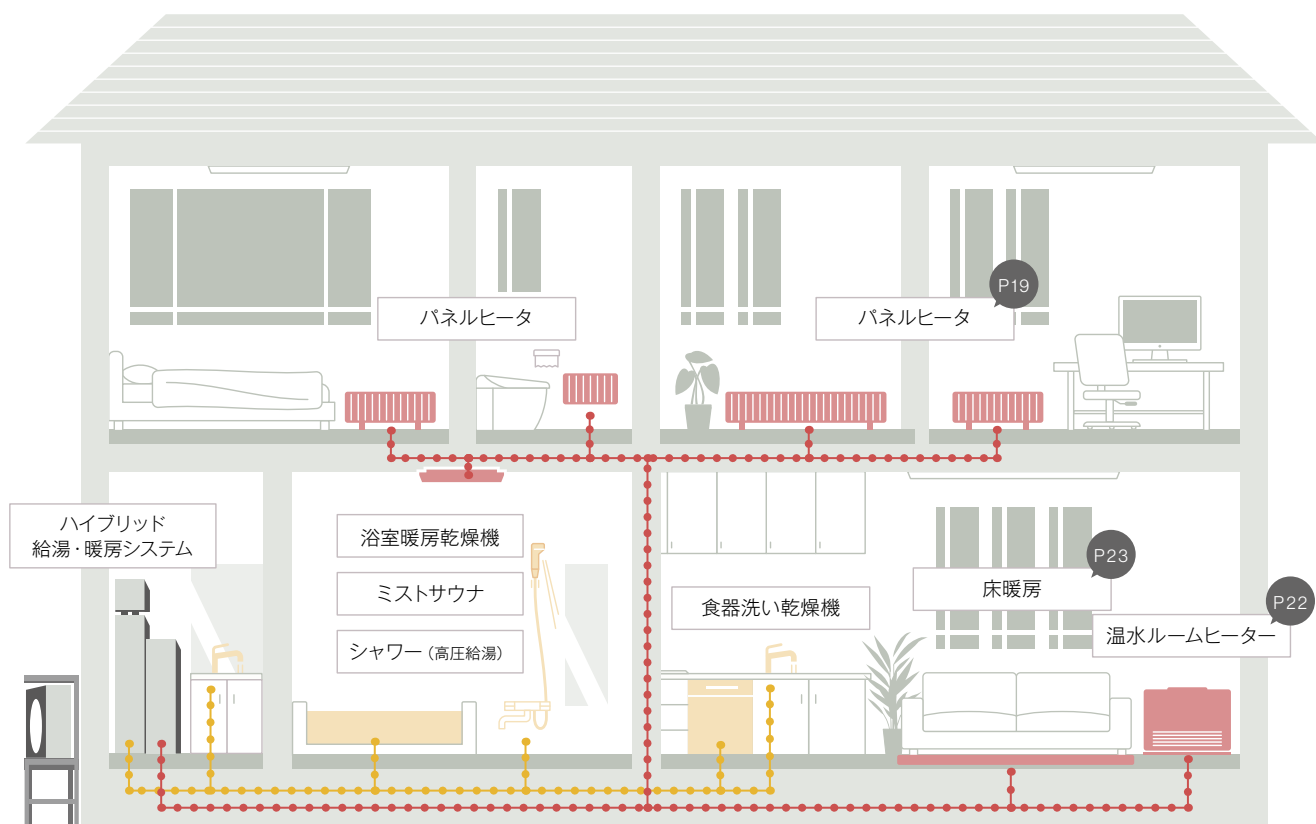 P19
パネルヒータ
パネルヒータ
ハイブリッド
給湯・暖房システム
浴室暖房乾燥機
ミストサウナ
シャワー（高圧給湯）
食器洗い乾燥機
P23
床暖房
P22
温水ルームヒーター